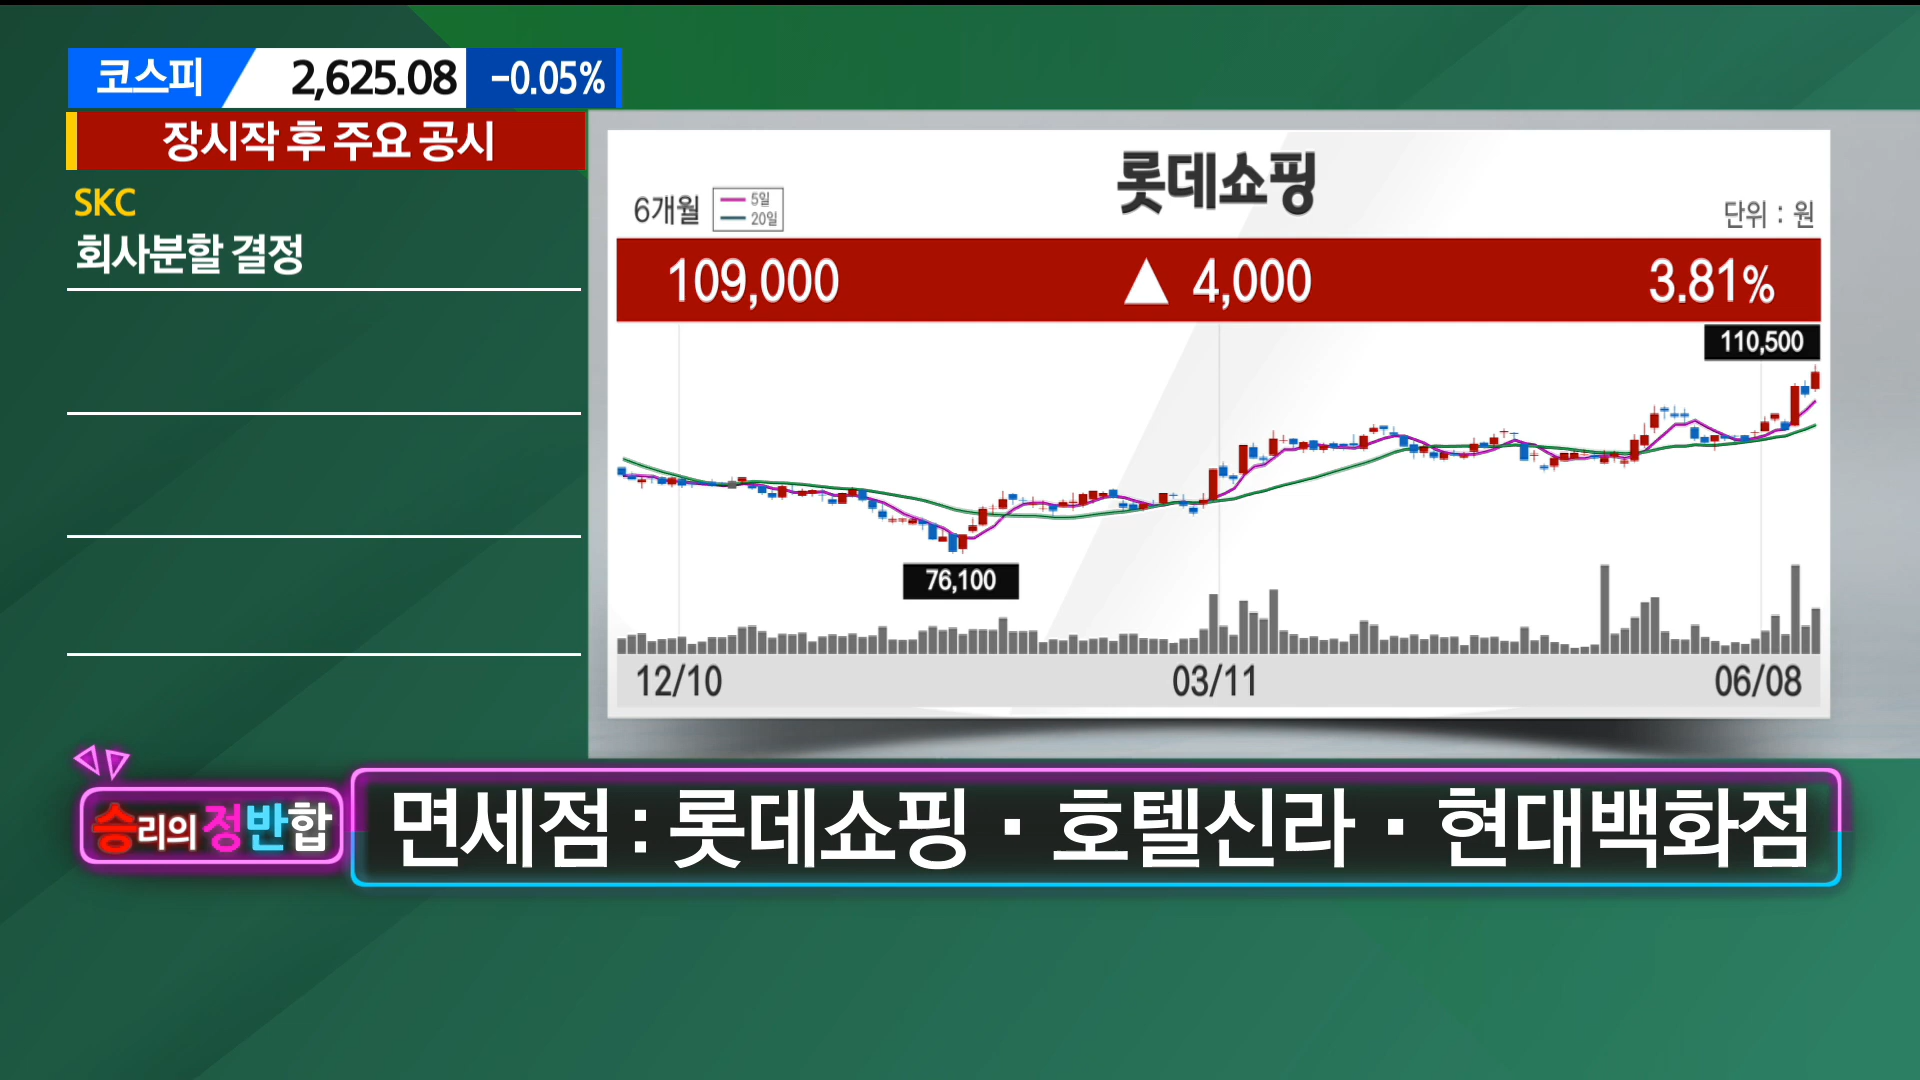 코스피 2,625.08 -0.05%
장시작 후 주요 공시
SKC
회사분할 결정
롯데쇼핑
6개월
5일
20일
단위 : 원
109,000 ▲ 4,000 3.81%
110,500
76,100
12/10 03/11 06/08
승리의 정반합
면세점 : 롯데쇼핑 · 호텔신라 · 현대백화점